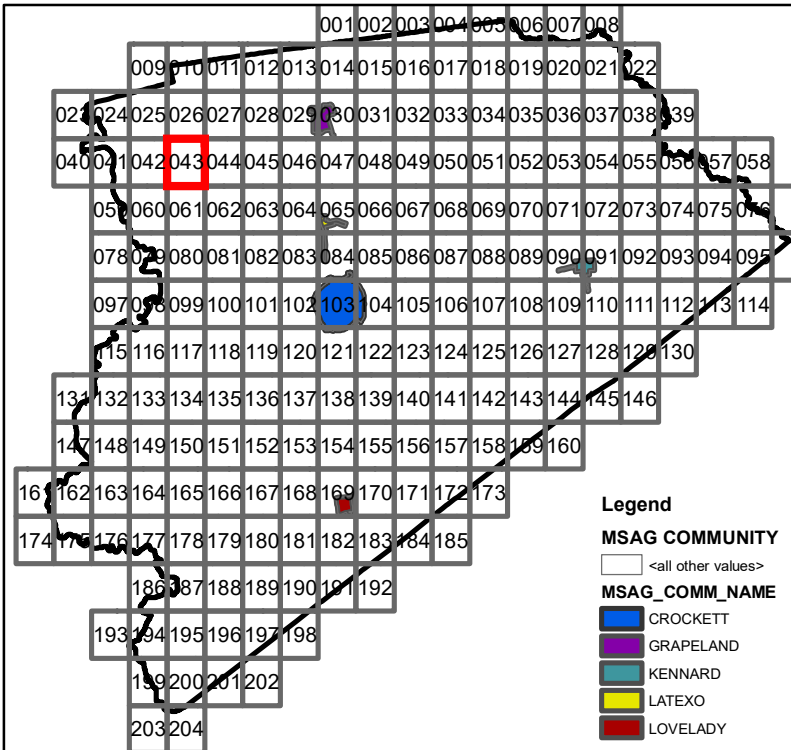 001 002 003 004 005 006 007 008
009 010 011 012 013 014 015 016 017 018 019 020 021 022
023 024 025 026 027 028 029 030 031 032 033 034 035 036 037 038 039
040 041 042 043 044 045 046 047 048 049 050 051 052 053 054 055 056 057 058
059 060 061 062 063 064 065 066 067 068 069 070 071 072 073 074 075 076
078 079 080 081 082 083 084 085 086 087 088 089 090 091 092 093 094 095
097 098 099 100 101 102 103 104 105 106 107 108 109 110 111 112 113 114
115 116 117 118 119 120 121 122 123 124 125 126 127 128 129 130
131 132 133 134 135 136 137 138 139 140 141 142 143 144 145 146
147 148 149 150 151 152 153 154 155 156 157 158 159 160
161 162 163 164 165 166 167 168 169 170 171 172 173
174 175 176 177 178 179 180 181 182 183 184 185
186 187 188 189 190 191 192
193 194 195 196 197 198
199 200 201 202
203 204
Legend
MSAG COMMUNITY
<all other values>
MSAG_COMM_NAME
CROCKETT
GRAPELAND
KENNARD
LATEXO
LOVELADY